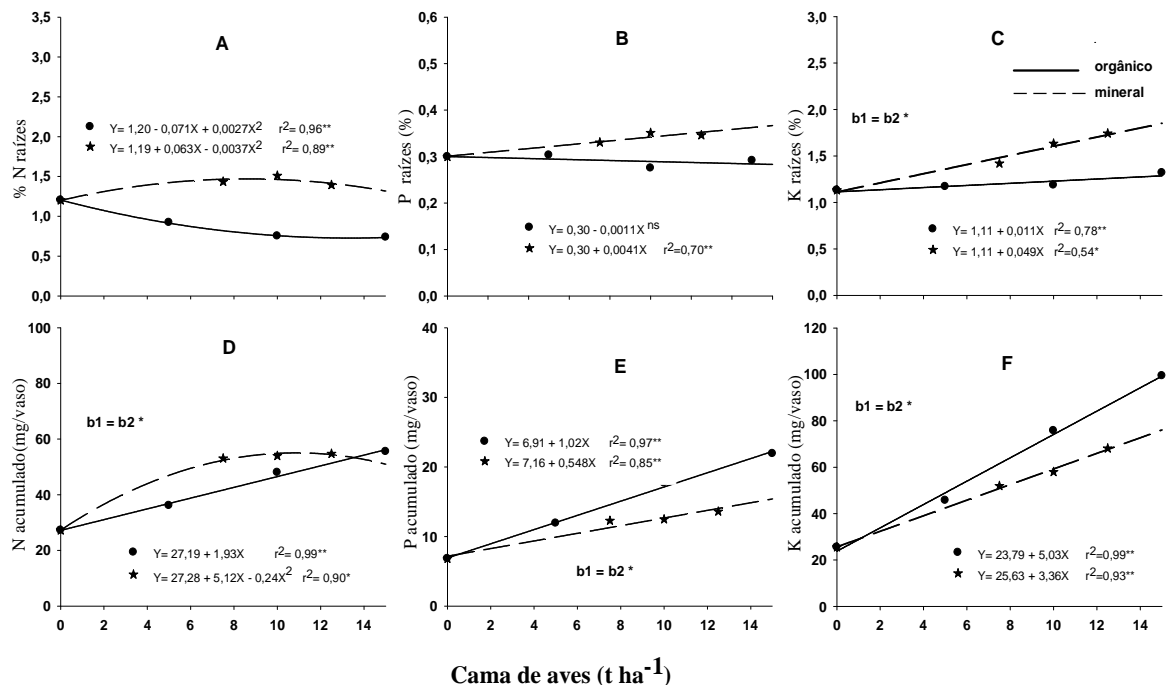 A
% N raízes
3,5
3,0
2,5
2,0
1,5
1,0
0,5
0,0
Y= 1,20 - 0,071X + 0,0027X² r²= 0,96**
Y= 1,19 + 0,063X - 0,0037X² r²= 0,89**
B
P raízes (%)
0,6
0,5
0,4
0,3
0,2
0,1
0,0
Y= 0,30 - 0,0011X ns
Y= 0,30 + 0,0041X r²=0,70**
0 2 4 6 8 10 12 14
C
K raízes (%)
3,0
2,5
2,0
1,5
1,0
0,5
0,0
orgânico
mineral
b1 = b2 *
Y= 1,11 + 0,011X r²= 0,78**
Y= 1,11 + 0,049X r²=0,54*
D
N acumulado(mg/vaso)
100
80
60
40
20
0
b1 = b2 *
Y= 27,19 + 1,93X r²= 0,99**
Y= 27,28 + 5,12X - 0,24X² r²= 0,90*
0 2 4 6 8 10 12 14
E
P acumulado(mg/vaso)
40
30
20
10
0
Y= 6,91 + 1,02X r²= 0,97**
Y= 7,16 + 0,548X r²= 0,85**
b1 = b2 *
0 2 4 6 8 10 12 14
F
K acumulado (mg/vaso)
120
100
80
60
40
20
0
b1 = b2 *
Y= 23,79 + 5,03X r²=0,99**
Y= 25,63 + 3,36X r²=0,93**
0 2 4 6 8 10 12 14
Cama de aves (t ha⁻¹)